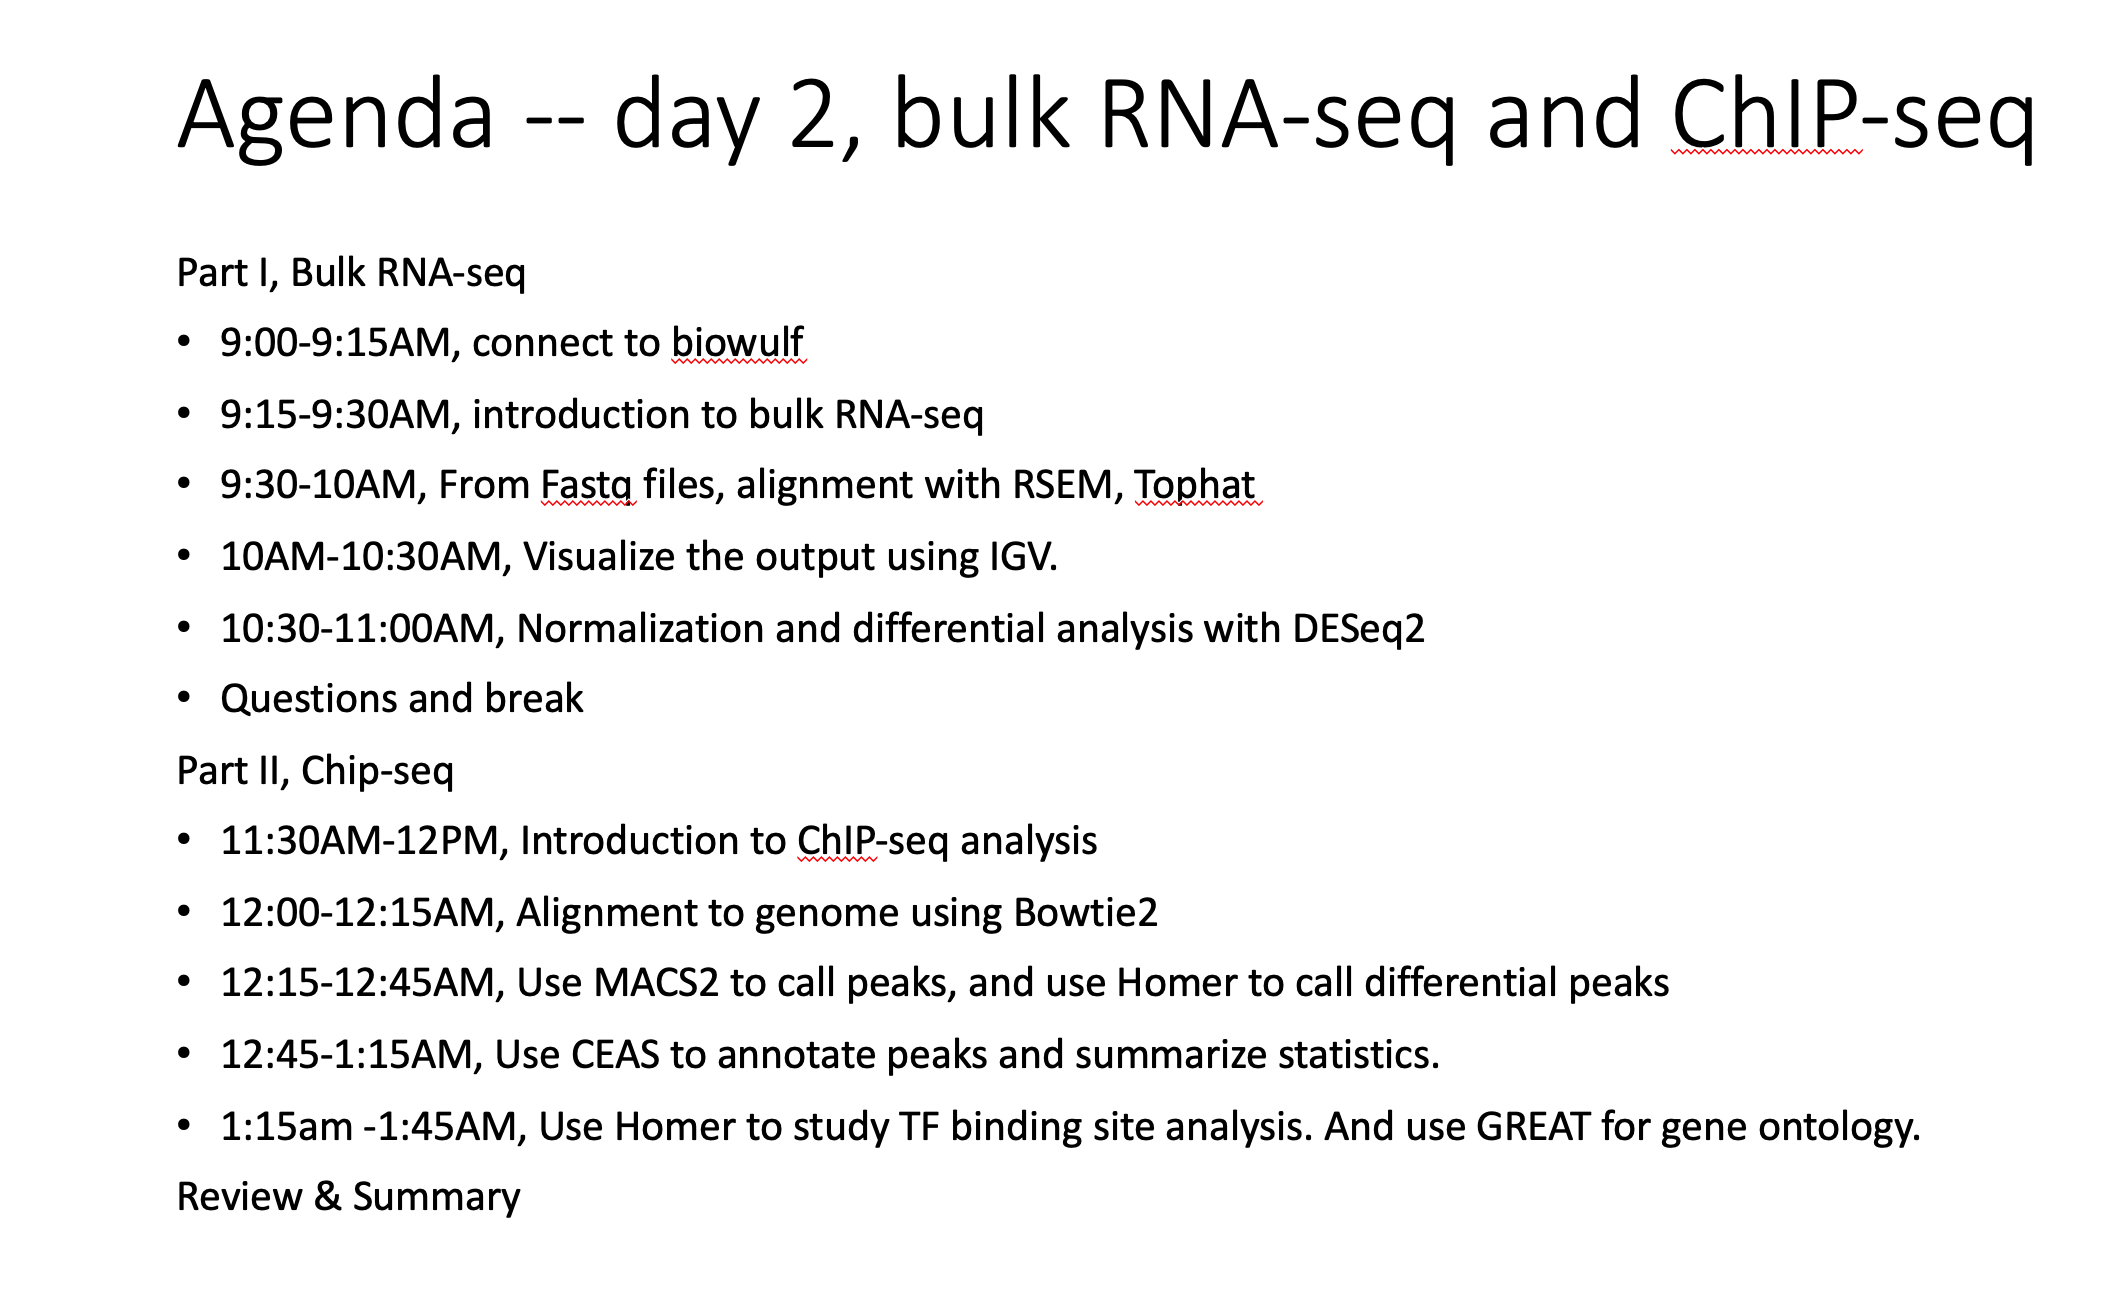 Agenda -- day 2, bulk RNA-seq and ChIP-seq
Part I, Bulk RNA-seq
• 9:00-9:15AM, connect to biowulf
• 9:15-9:30AM, introduction to bulk RNA-seq
• 9:30-10AM, From Fastq files, alignment with RSEM, Tophat
• 10AM-10:30AM, Visualize the output using IGV.
• 10:30-11:00AM, Normalization and differential analysis with DESeq2
• Questions and break
Part II, Chip-seq
• 11:30AM-12PM, Introduction to ChIP-seq analysis
• 12:00-12:15AM, Alignment to genome using Bowtie2
• 12:15-12:45AM, Use MACS2 to call peaks, and use Homer to call differential peaks
• 12:45-1:15AM, Use CEAS to annotate peaks and summarize statistics.
• 1:15am -1:45AM, Use Homer to study TF binding site analysis. And use GREAT for gene ontology.
Review & Summary